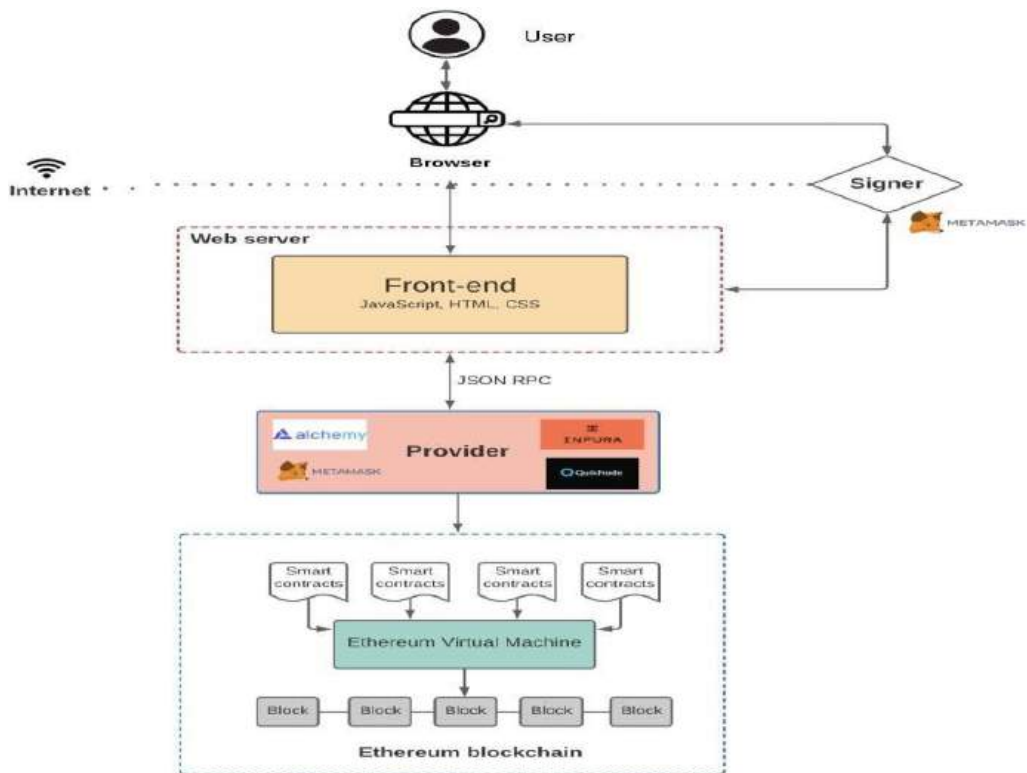 User
Browser
Internet
Signer
METAMASK
Web server
Front-end
JavaScript, HTML, CSS
JSON RPC
alchemy
Provider
INFURA
METAMASK
QuikNode
Smart
contracts
Smart
contracts
Smart
contracts
Smart
contracts
Ethereum Virtual Machine
Block
Block
Block
Block
Block
Ethereum blockchain